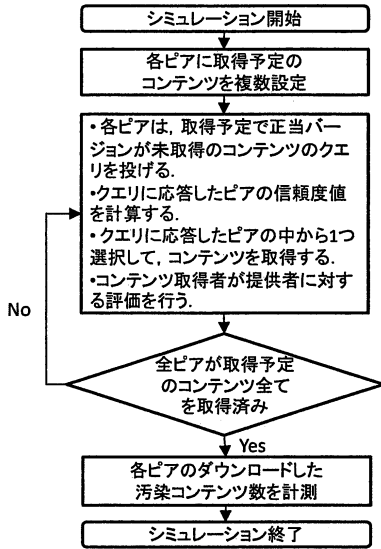 シミュレーション開始
各ピアに取得予定の
コンテンツを複数設定
・各ピアは, 取得予定で正当バー
ジョンが未取得のコンテンツのクエ
リを投げる.
•クエリに応答したピアの信頼度値
を計算する.
・クエリに応答したピアの中から1つ
選択して, コンテンツを取得する.
•コンテンツ取得者が提供者に対す
る評価を行う.
No
全ピアが取得予定
のコンテンツ全て
を取得済み
Yes
各ピアのダウンロードした
汚染コンテンツ数を計測
シミュレーション終了